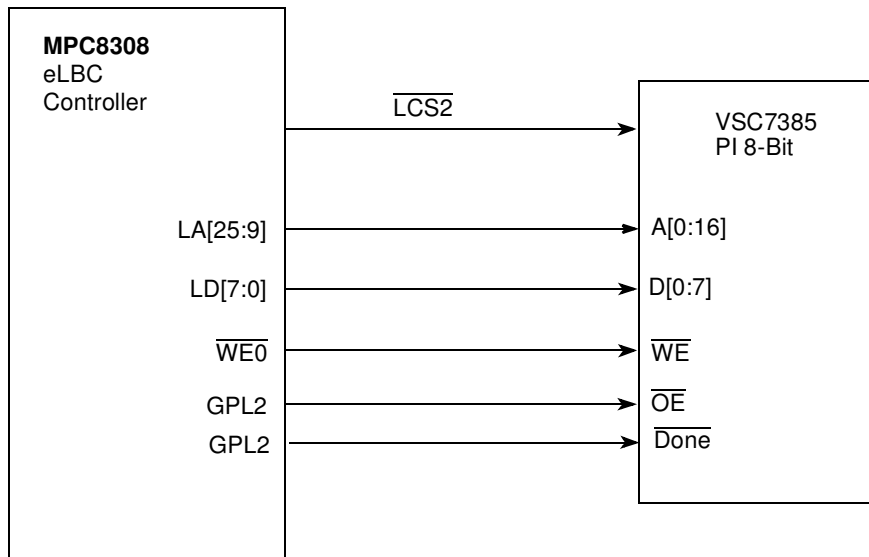 MPC8308
eLBC
Controller
LCS2
VSC7385
PI 8-Bit
LA[25:9]
A[0:16]
LD[7:0]
D[0:7]
WE0
WE
GPL2
OE
GPL2
Done